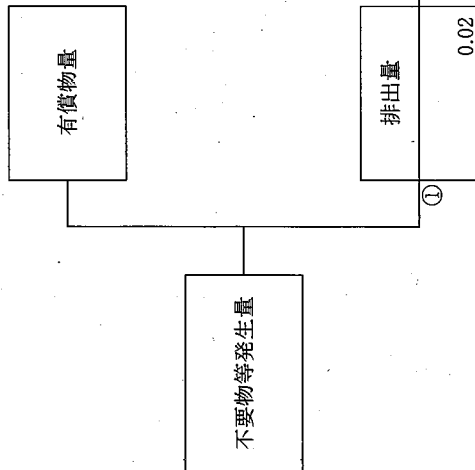 有償物量
不要物等発生量
排出量
①
0.02